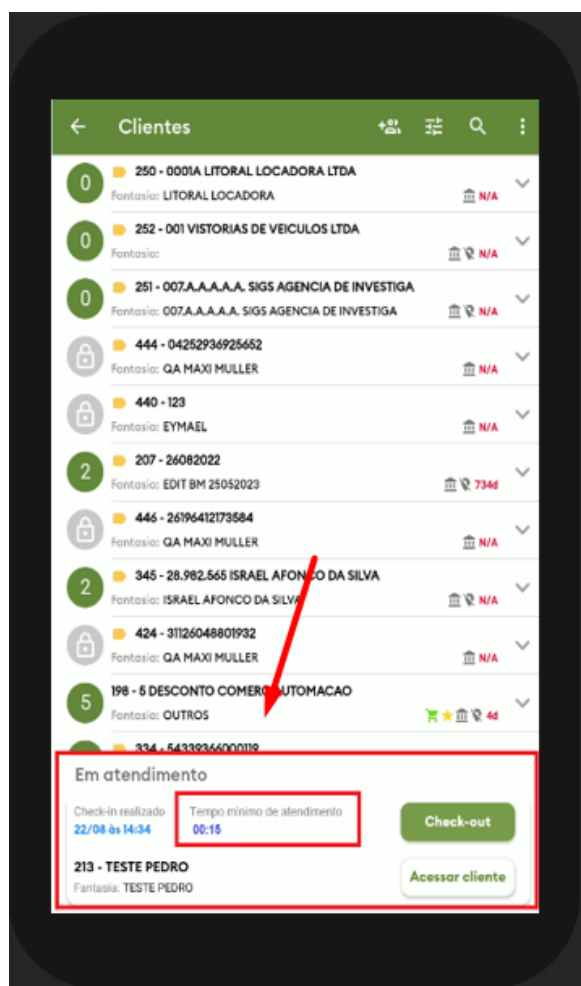 Clientes
0
250 - 0001A LITORAL LOCADORA LTDA
Fantasia: LITORAL LOCADORA
N/A
0
252 - 001 VISTORIAS DE VEICULOS LTDA
Fantasia:
N/A
0
251 - 007.A.A.A.A.A. SIGS AGENCIA DE INVESTIGA
Fantasia: 007.A.A.A.A.A. SIGS AGENCIA DE INVESTIGA
N/A
444 - 04252936925652
Fantasia: QA MAXI MULLER
N/A
440 - 123
Fantasia: EYMAEL
N/A
2
207 - 26082022
Fantasia: EDIT BM 25052023
734d
446 - 26196412173584
Fantasia: QA MAXI MULLER
N/A
2
345 - 28.982.565 ISRAEL AFONCO DA SILVA
Fantasia: ISRAEL AFONCO DA SILVA
N/A
424 - 31126048801932
Fantasia: QA MAXI MULLER
N/A
5
198 - 5 DESCONTO COMERC AUTOMACAO
Fantasia: OUTROS
4d
334 - 54339366000119
Em atendimento
Check-in realizado
22/08 às 14:34
Tempo mínimo de atendimento
00:15
Check-out
213 - TESTE PEDRO
Fantasia: TESTE PEDRO
Acessar cliente